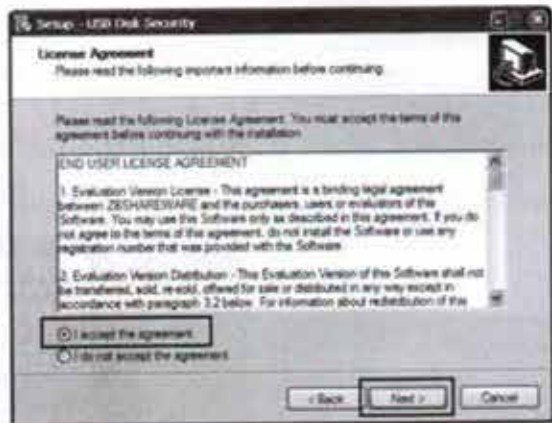 Setup - USB Disk Security
License Agreement
Please read the following important information before continuing.
Please read the following License Agreement. You must accept the terms of this
agreement before continuing with the installation.
END USER LICENSE AGREEMENT
1. Evaluation Version License - This agreement is a binding legal agreement
between ZBSHAREWARE and the purchasers, users or evaluators of this
Software. You may use this Software only as described in this agreement. If you do
not agree to the terms of this agreement, do not install the Software or use any
registration number that was provided with the Software.
2. Evaluation Version Distribution - This Evaluation Version of this Software shall not
be transferred, sold, re-sold, offered for sale or distributed in any way except in
accordance with paragraph 3.2 below. For information about redistribution of this
I accept the agreement
I do not accept the agreement
< Back Next > Cancel